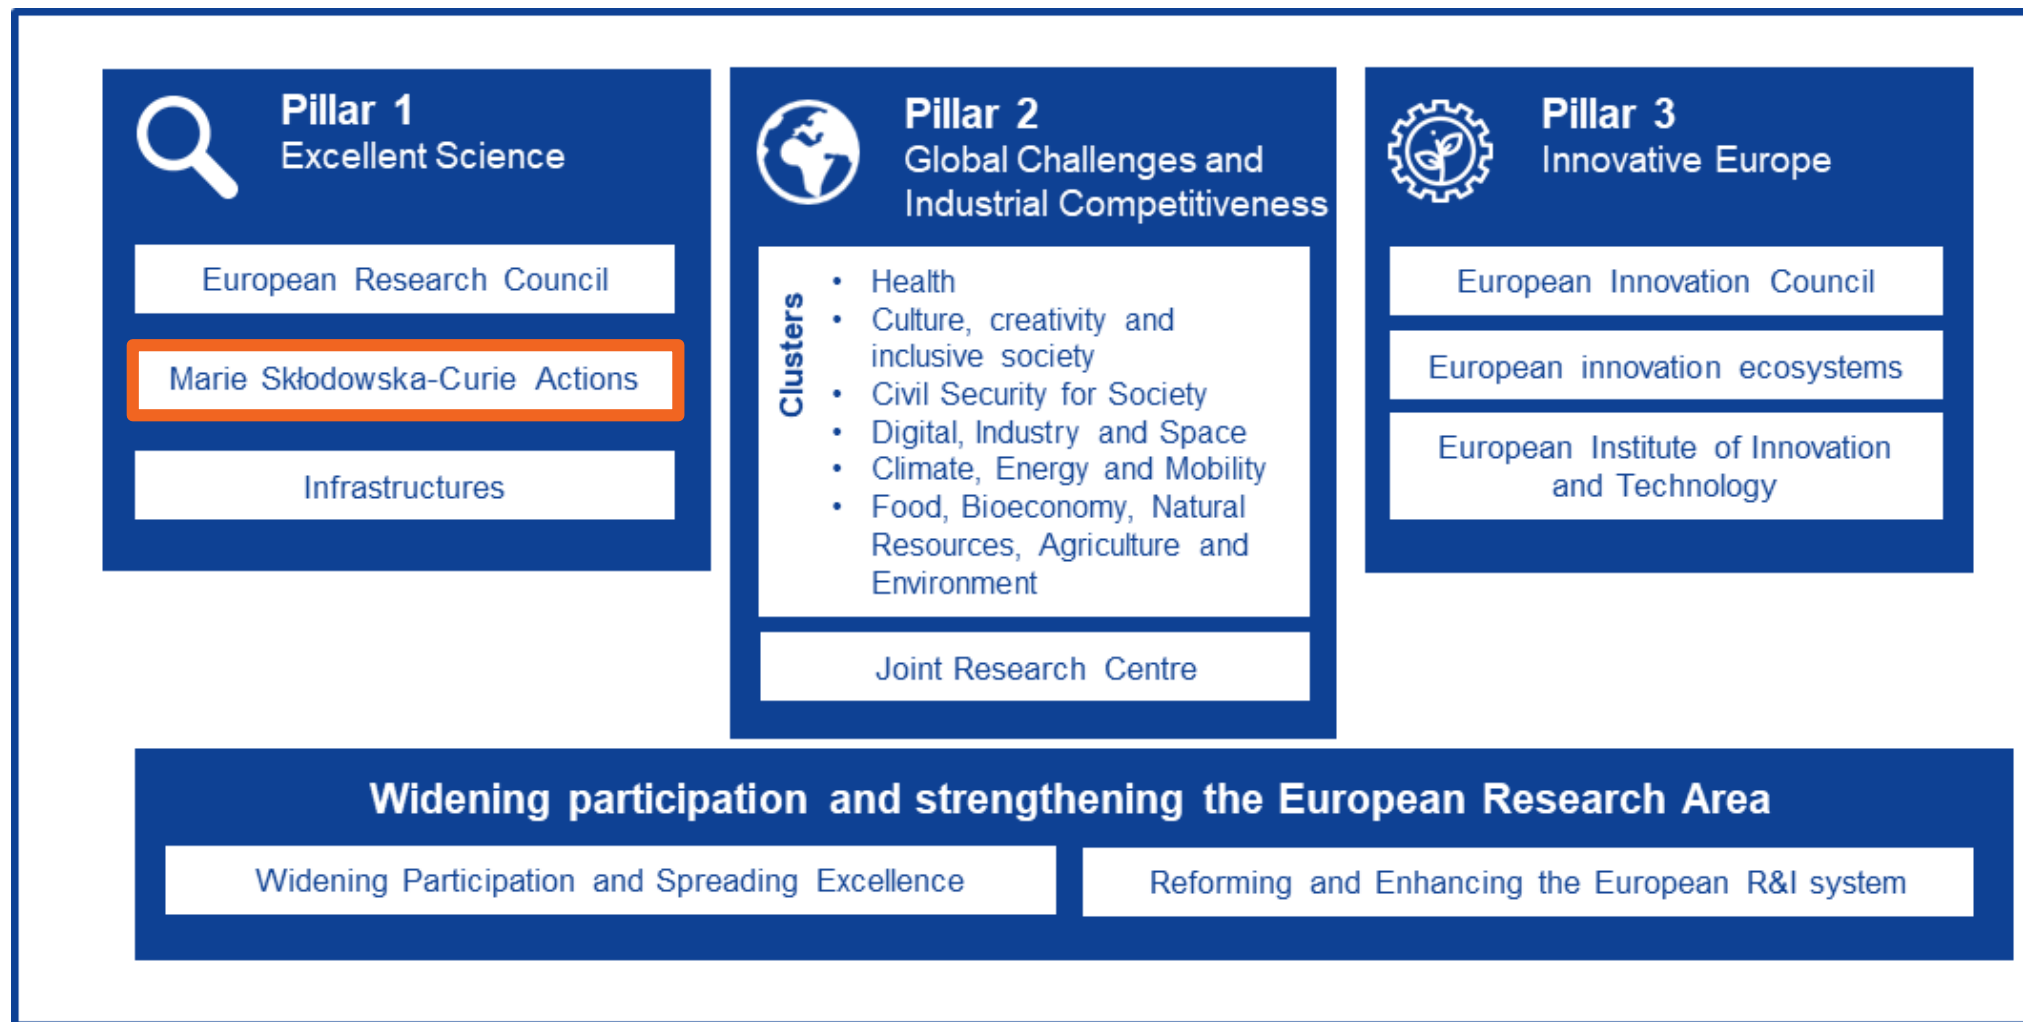 Pillar 1
Excellent Science
European Research Council
Marie Skłodowska-Curie Actions
Infrastructures
Pillar 2
Global Challenges and
Industrial Competitiveness
Clusters
• Health
• Culture, creativity and
inclusive society
• Civil Security for Society
• Digital, Industry and Space
• Climate, Energy and Mobility
• Food, Bioeconomy, Natural
Resources, Agriculture and
Environment
Joint Research Centre
Pillar 3
Innovative Europe
European Innovation Council
European innovation ecosystems
European Institute of Innovation
and Technology
Widening participation and strengthening the European Research Area
Widening Participation and Spreading Excellence
Reforming and Enhancing the European R&I system